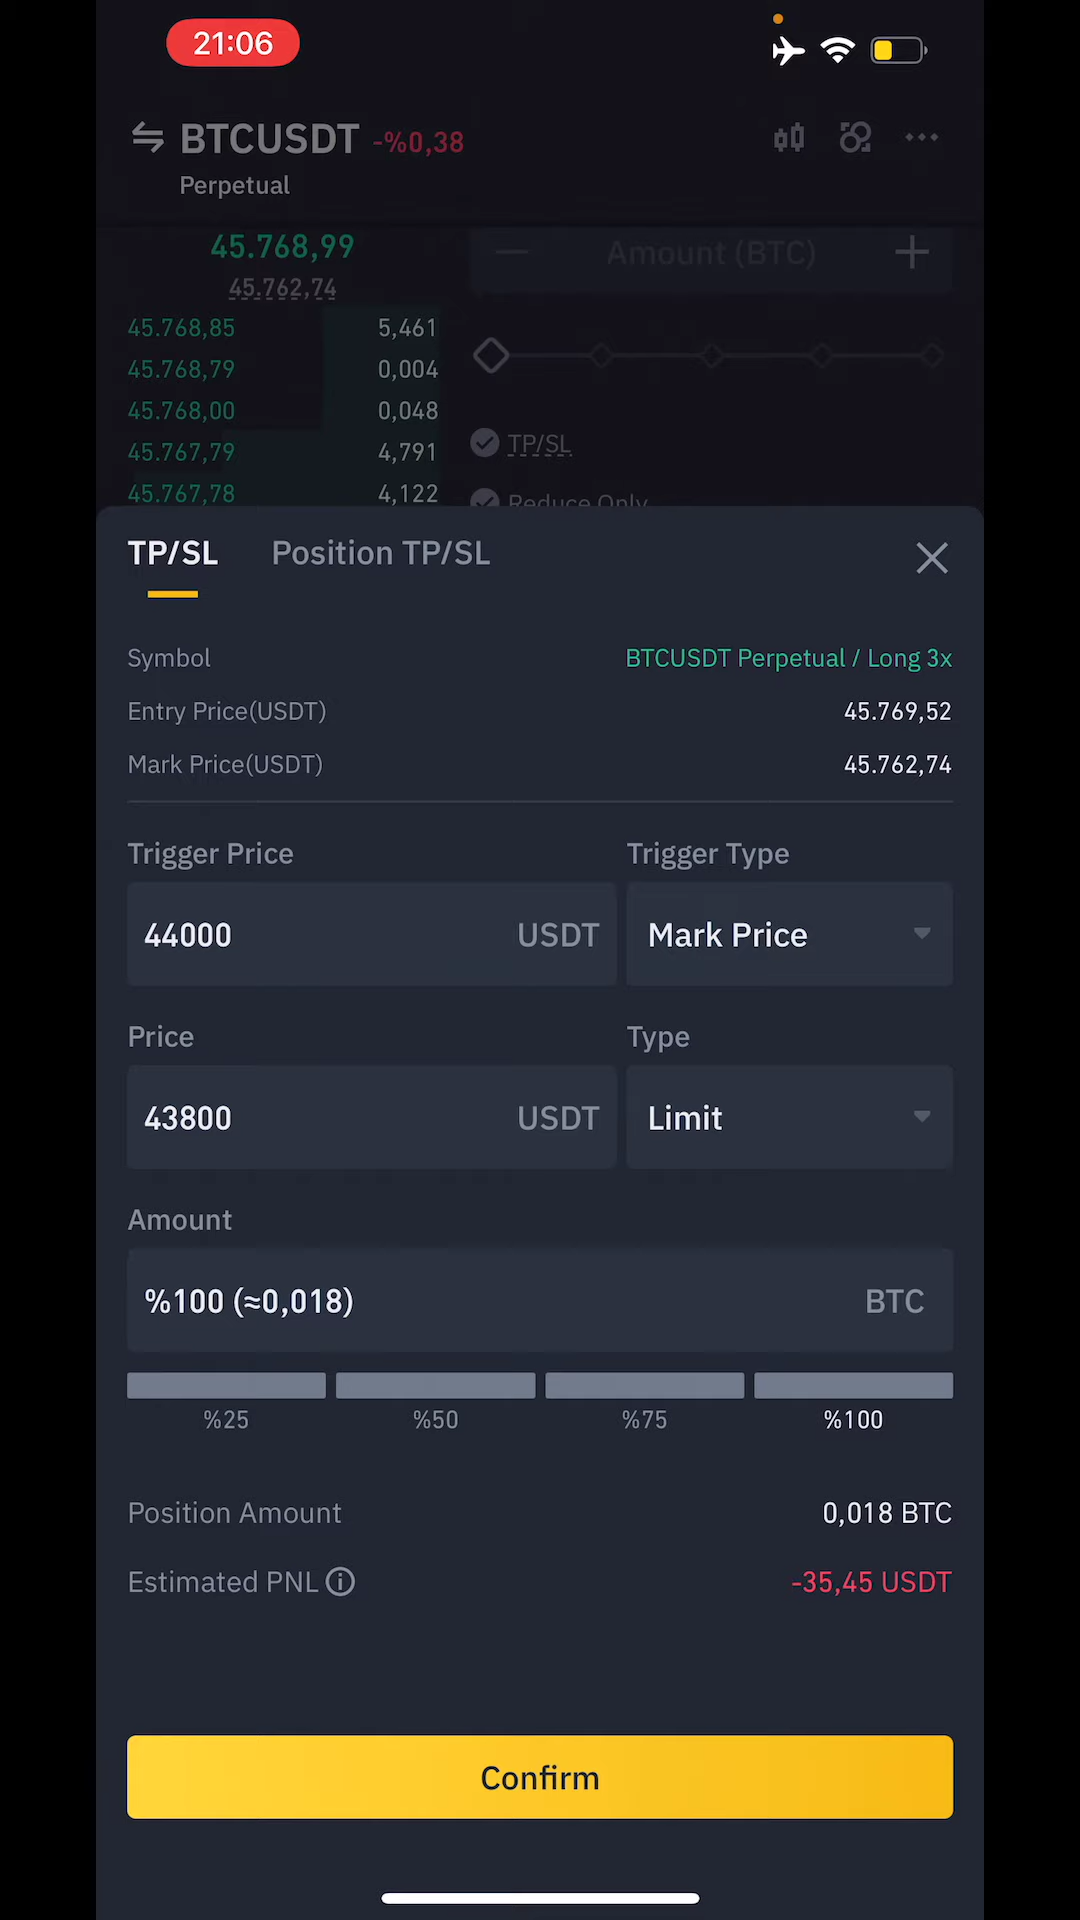 21:06
BTCUSDT -%0,38
Perpetual
45.768,99
Amount (BTC)
45.762,74
45.768,85 5,461
45.768,79 0,004
45.768,00 0,048
45.767,79 4,791
TP/SL
45.767,78 4,122
Reduce Only
TP/SL Position TP/SL
Symbol BTCUSDT Perpetual / Long 3x
Entry Price(USDT) 45.769,52
Mark Price(USDT) 45.762,74
Trigger Price Trigger Type
44000 USDT Mark Price
Price Type
43800 USDT Limit
Amount
%100 (≈0,018) BTC
%25 %50 %75 %100
Position Amount 0,018 BTC
Estimated PNL -35,45 USDT
Confirm